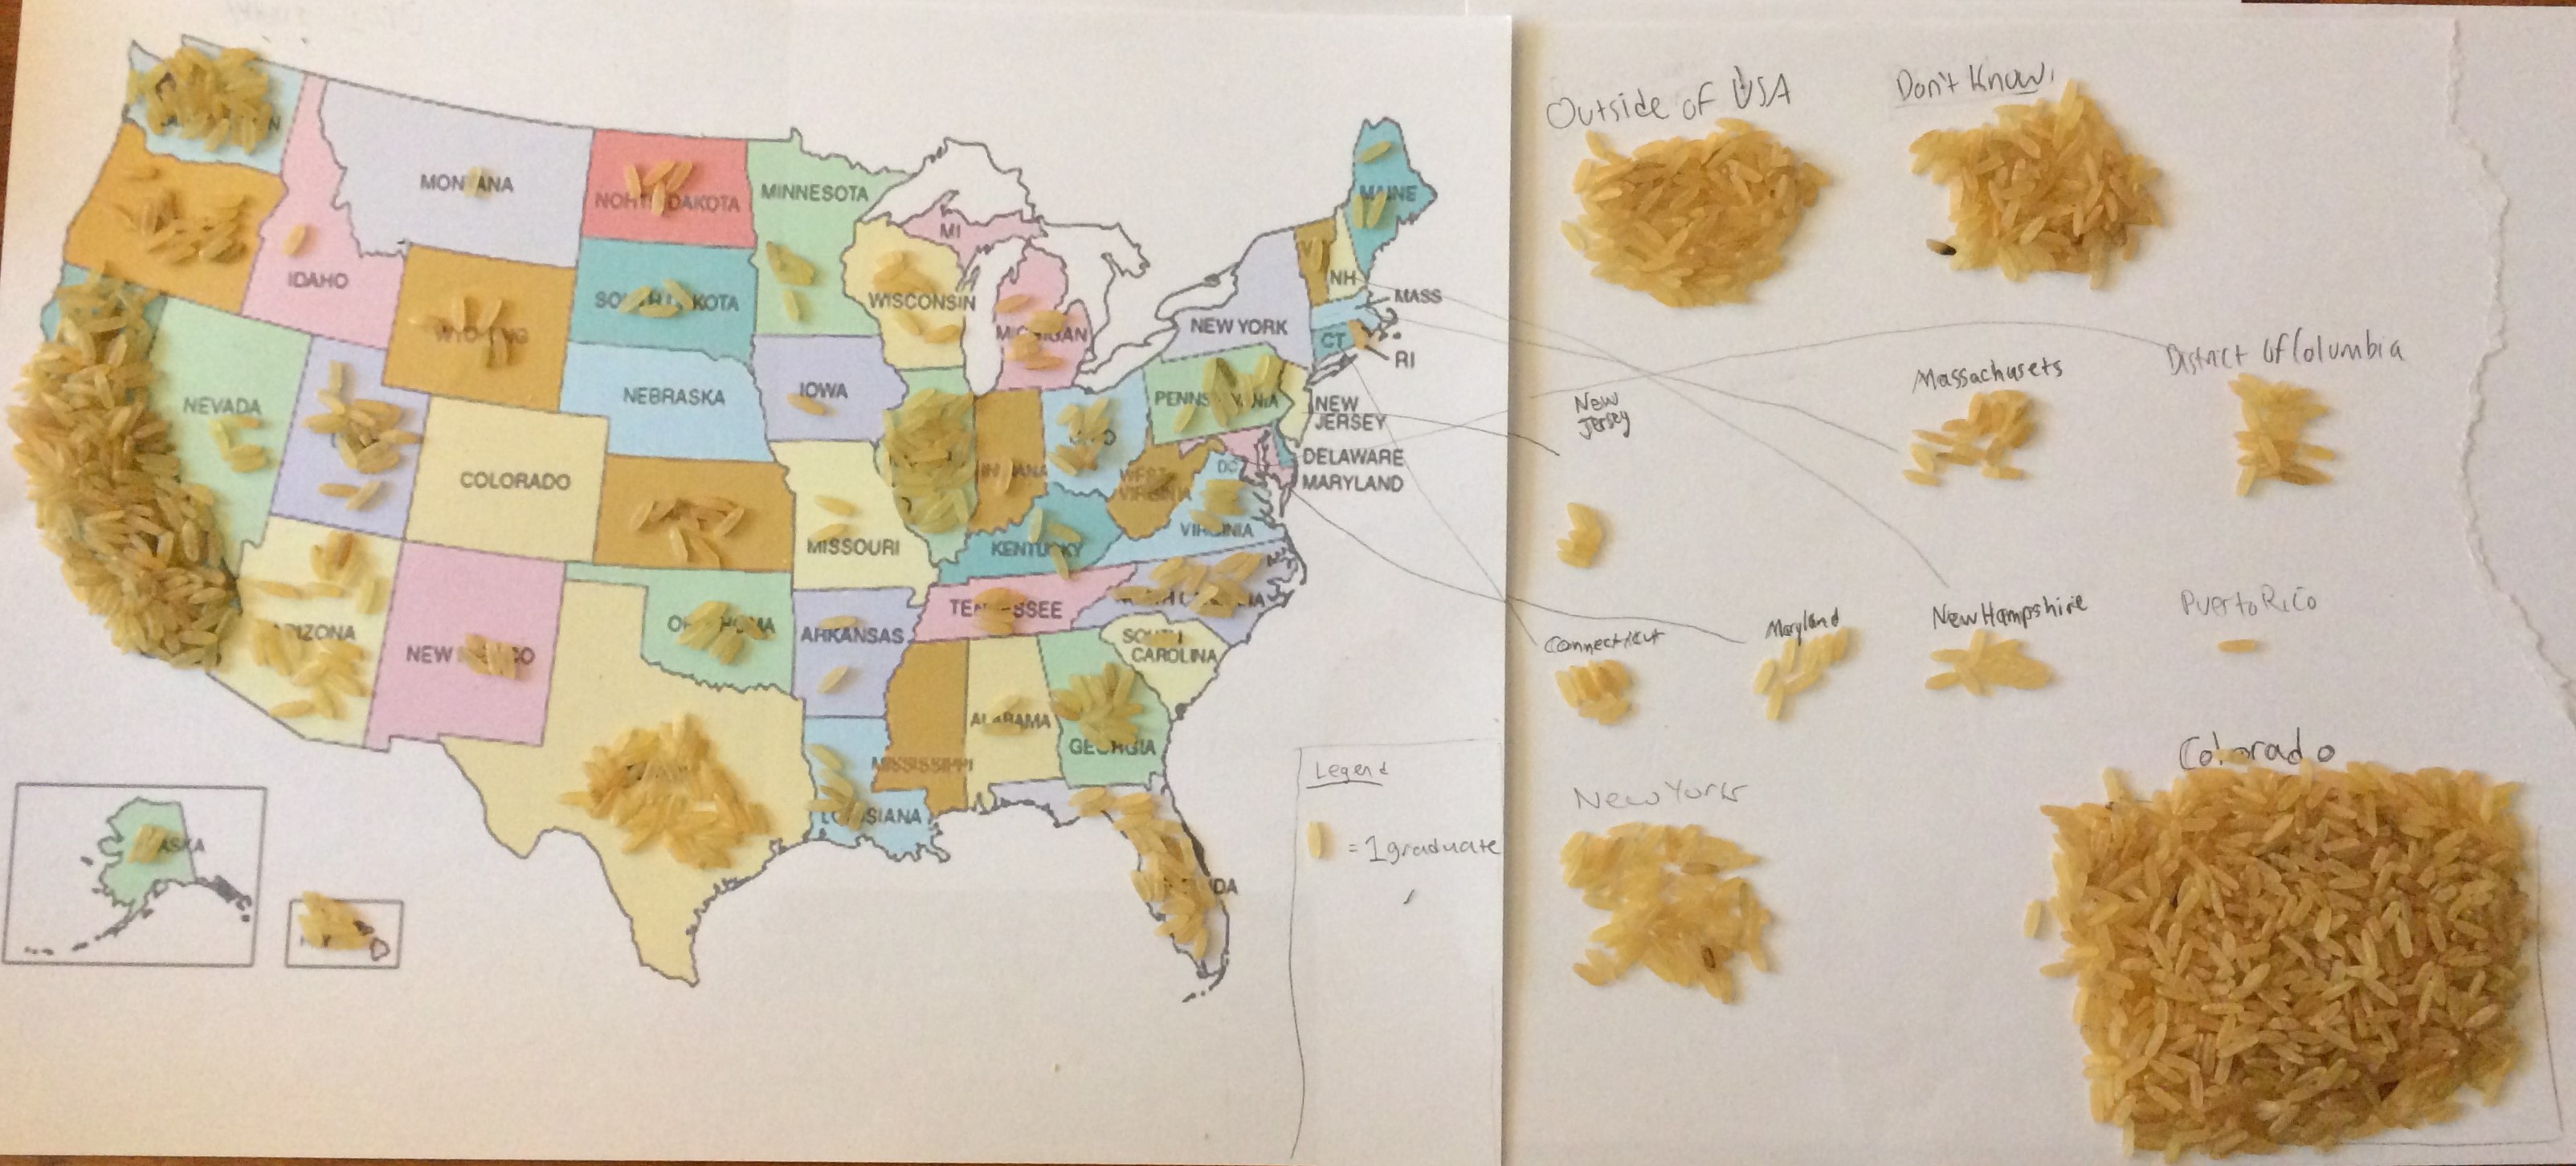 MONTANA
NORTH DAKOTA
MINNESOTA
IDAHO
SOUTH DAKOTA
WISCONSIN
MI
MICHIGAN
MAINE
VT
NH
MASS
NEW YORK
CT
RI
WYOMING
NEVADA
NEBRASKA
IOWA
PENNSYLVANIA
NEW
JERSEY
DELAWARE
MARYLAND
COLORADO
INDIANA
WEST
VIRGINIA
DC
VIRGINIA
MISSOURI
KENTUCKY
TENNESSEE
SOUTH
CAROLINA
ARIZONA
NEW MEXICO
OKLAHOMA
ARKANSAS
MISSISSIPPI
ALABAMA
GEORGIA
LOUISIANA
Legend
= 1 graduate
Outside of USA
Don't Know
New
Jersey
Massachusets
District of Columbia
Connecticut
Maryland
New Hampshire
Puerto Rico
New York
Colorado